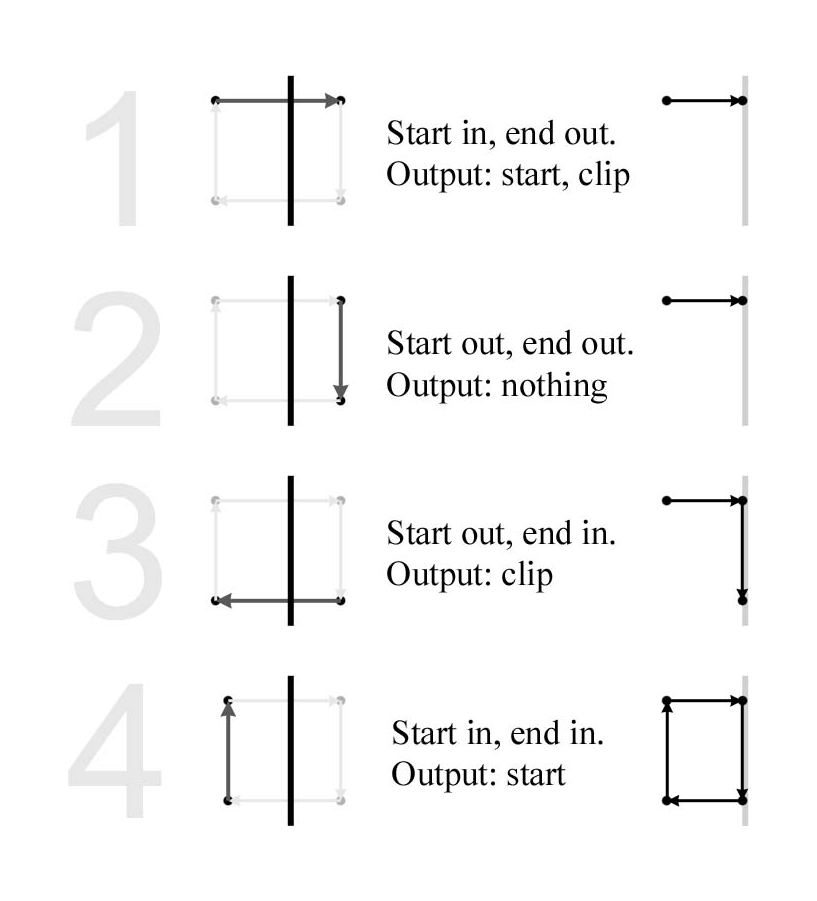 1
Start in, end out.
Output: start, clip
2
Start out, end out.
Output: nothing
3
Start out, end in.
Output: clip
4
Start in, end in.
Output: start